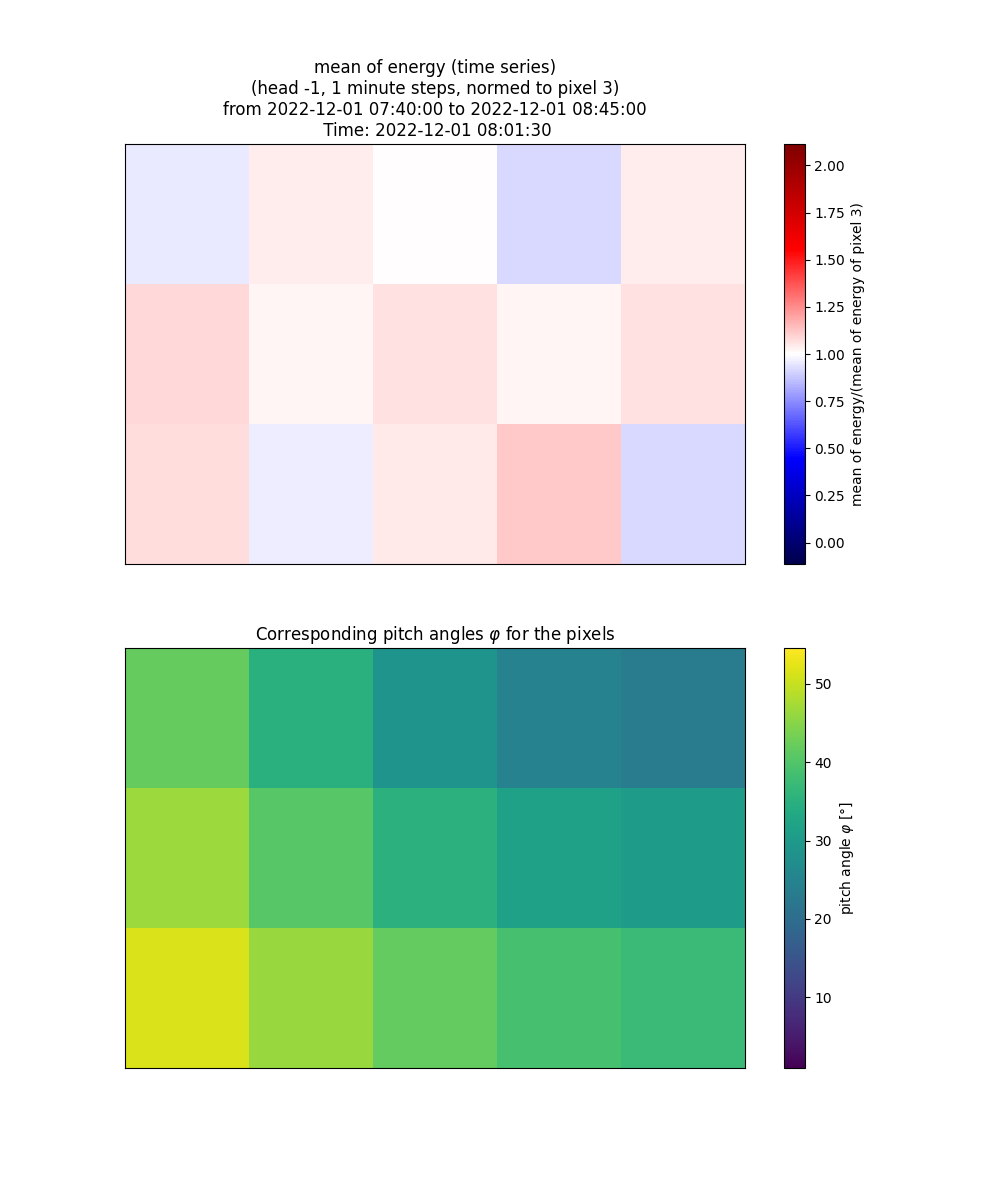 mean of energy (time series)
(head -1, 1 minute steps, normed to pixel 3)
from 2022-12-01 07:40:00 to 2022-12-01 08:45:00
Time: 2022-12-01 08:01:30
2.00
1.75
1.50
1.25
1.00
0.75
0.50
0.25
0.00
mean of energy/(mean of energy of pixel 3)
Corresponding pitch angles φ for the pixels
50
40
30
20
10
pitch angle φ [°]